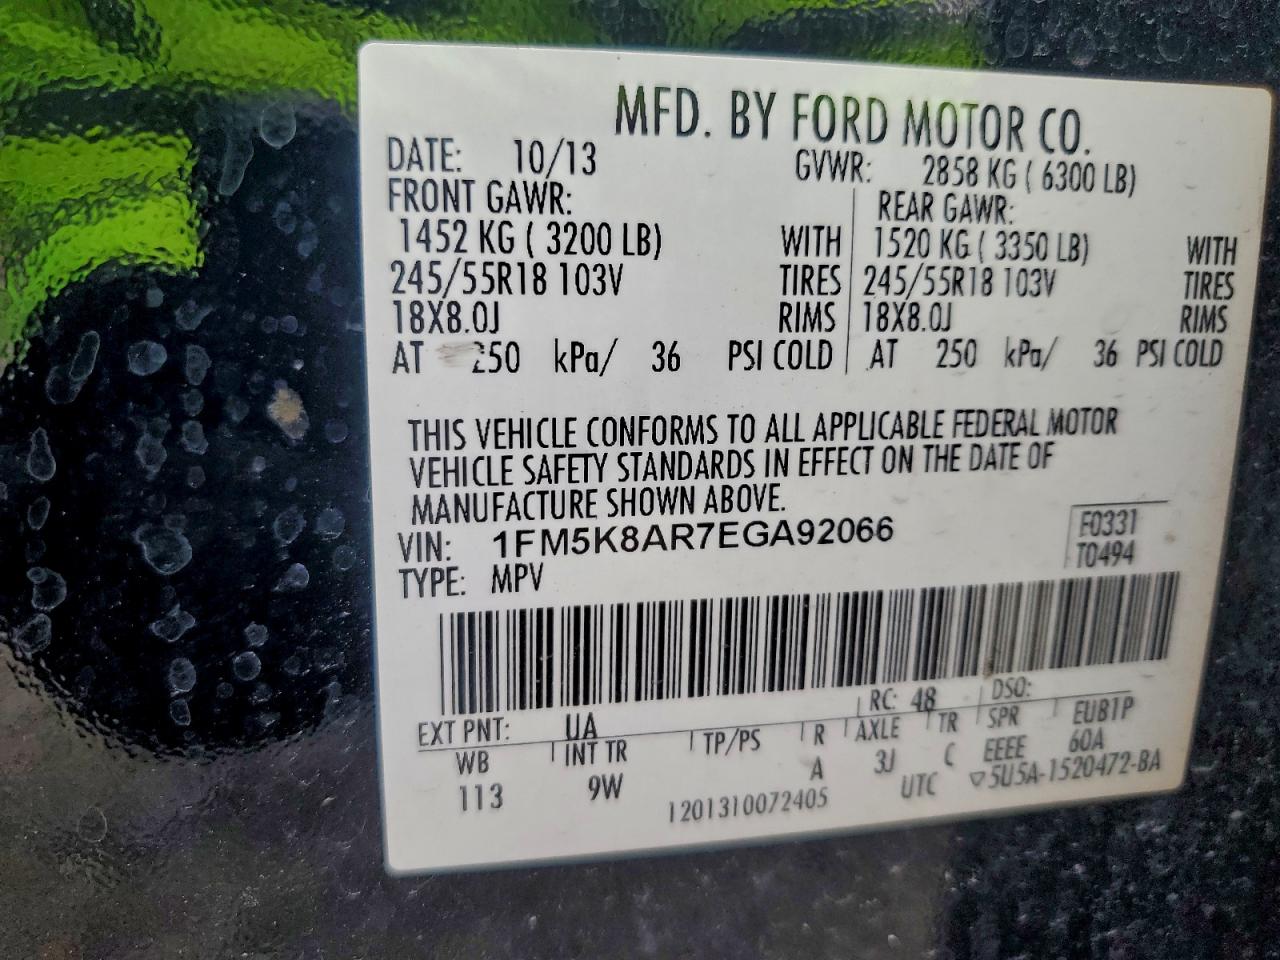 MFD. BY FORD MOTOR CO.
DATE: 10/13 GVWR: 2858 KG ( 6300 LB)
FRONT GAWR: REAR GAWR:
1452 KG ( 3200 LB) WITH 1520 KG ( 3350 LB) WITH
245/55R18 103V TIRES 245/55R18 103V TIRES
18X8.0J RIMS 18X8.0J RIMS
AT 250 kPa/ 36 PSI COLD AT 250 kPa/ 36 PSI COLD
THIS VEHICLE CONFORMS TO ALL APPLICABLE FEDERAL MOTOR
VEHICLE SAFETY STANDARDS IN EFFECT ON THE DATE OF
MANUFACTURE SHOWN ABOVE.
VIN: 1FM5K8AR7EGA92066 F0331
TYPE: MPV T0494
EXT PNT: UA RC: 48 DSO:
WB INT TR TP/PS R AXLE TR SPR EUB1P
113 9W A 3J C EEEE 60A
1201310072405 UTC ▽5U5A-1520472-BA